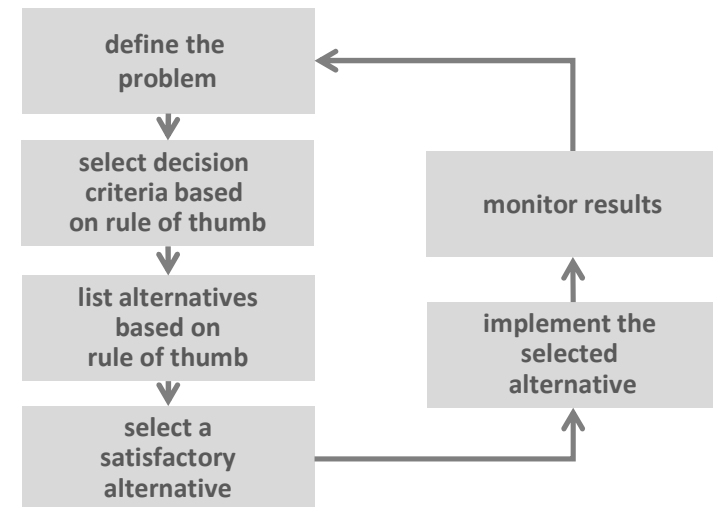 define the
problem
select decision
criteria based
on rule of thumb
list alternatives
based on
rule of thumb
select a
satisfactory
alternative
implement the
selected
alternative
monitor results